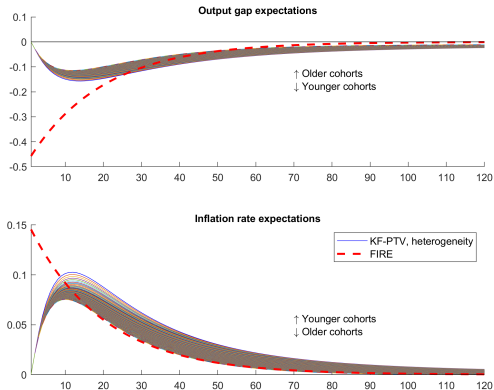 Output gap expectations
0.1
0
-0.1
-0.2
-0.3
-0.4
-0.5
↑ Older cohorts
↓ Younger cohorts
10 20 30 40 50 60 70 80 90 100 110 120
Inflation rate expectations
0.15
0.1
0.05
0
KF-PTV, heterogeneity
FIRE
↑ Younger cohorts
↓ Older cohorts
10 20 30 40 50 60 70 80 90 100 110 120